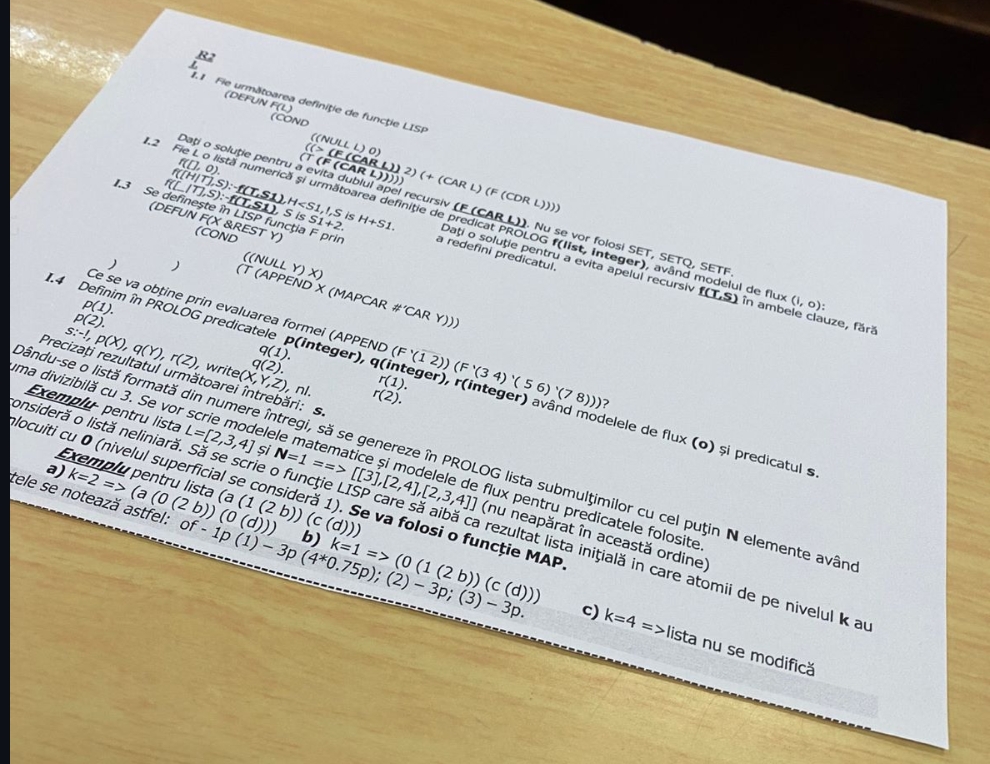 R2
1.
1.1 Fie următoarea definiție de funcție LISP
(DEFUN F(L)
(COND
((NULL L) 0)
((> (F (CAR L)) 2) (+ (CAR L) (F (CDR L))))
(T (F (CAR L)))))
Dați o soluție pentru a evita dublul apel recursiv (F (CAR L)). Nu se vor folosi SET, SETQ, SETF.
1.2 Fie L o listă numerică și următoarea definiție de predicat PROLOG f(list, integer), având modelul de flux (i, o):
f([], 0).
f([H|T],S):-f(T,S1),H<S1,!,S is H+S1.
f([_|T],S):-f(T,S1), S is S1+2.
Dați o soluție pentru a evita apelul recursiv f(T,S) în ambele clauze, fără
a redefini predicatul.
1.3 Se definește în LISP funcția F prin
(DEFUN F(X &REST Y)
(COND
((NULL Y) X)
(T (APPEND X (MAPCAR #'CAR Y)))
)
)
Ce se va obține prin evaluarea formei (APPEND (F '(1 2)) (F '(3 4) '( 5 6) '(7 8)))?
1.4 Definim în PROLOG predicatele p(integer), q(integer), r(integer) având modelele de flux (o) și predicatul s.
p(1). q(1). r(1).
p(2). q(2). r(2).
s:-!, p(X), q(Y), r(Z), write(X,Y,Z), nl.
Precizați rezultatul următoarei întrebări: s.
Dându-se o listă formată din numere întregi, să se genereze în PROLOG lista submulțimilor cu cel puțin N elemente având
uma divizibilă cu 3. Se vor scrie modelele matematice și modelele de flux pentru predicatele folosite.
Exemplu- pentru lista L=[2,3,4] și N=1 ==> [[3],[2,4],[2,3,4]] (nu neapărat în această ordine)
onsideră o listă neliniară. Să se scrie o funcție LISP care să aibă ca rezultat lista inițială in care atomii de pe nivelul k au
nlocuiti cu 0 (nivelul superficial se consideră 1). Se va folosi o funcție MAP.
Exemplu pentru lista (a (1 (2 b)) (c (d)))
a) k=2 => (a (0 (2 b)) (0 (d))) b) k=1 => (0 (1 (2 b)) (c (d))) c) k=4 =>lista nu se modifică
tele se notează astfel: of - 1p (1) – 3p (4*0.75p); (2) – 3p; (3) – 3p.